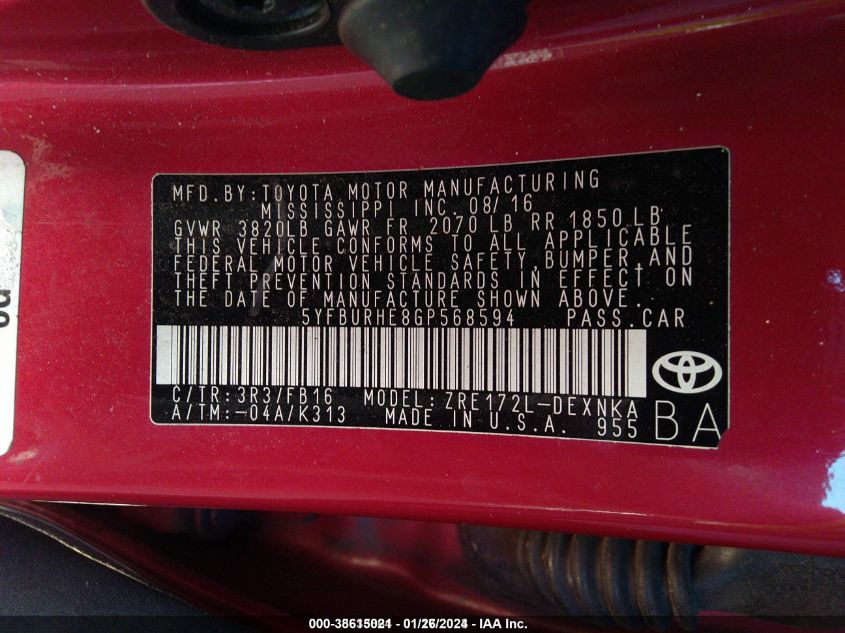 MFD.BY:TOYOTA MOTOR MANUFACTURING
MISSISSIPPI INC. 08/16
GVWR 3820LB GAWR FR 2070 LB RR 1850 LB
THIS VEHICLE CONFORMS TO ALL APPLICABLE
FEDERAL MOTOR VEHICLE SAFETY, BUMPER, AND
THEFT PREVENTION STANDARDS IN EFFECT ON
THE DATE OF MANUFACTURE SHOWN ABOVE.
5YFBURHE8GP568594 PASS.CAR
C/TR:3R3/FB16 MODEL:ZRE172L-DEXNKA
A/TM:-04A/K313 MADE IN U.S.A. 955
BA
01/26/2024 - IAA Inc.